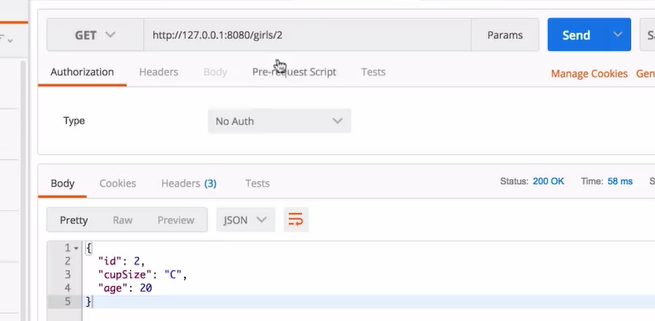 GET http://127.0.0.1:8080/girls/2 Params Send
Authorization Headers Body Pre-request Script Tests Manage Cookies Gen
Type No Auth
Body Cookies Headers (3) Tests Status: 200 OK Time: 58 ms S
Pretty Raw Preview JSON
1 {
2 "id": 2,
3 "cupSize": "C",
4 "age": 20
5 }